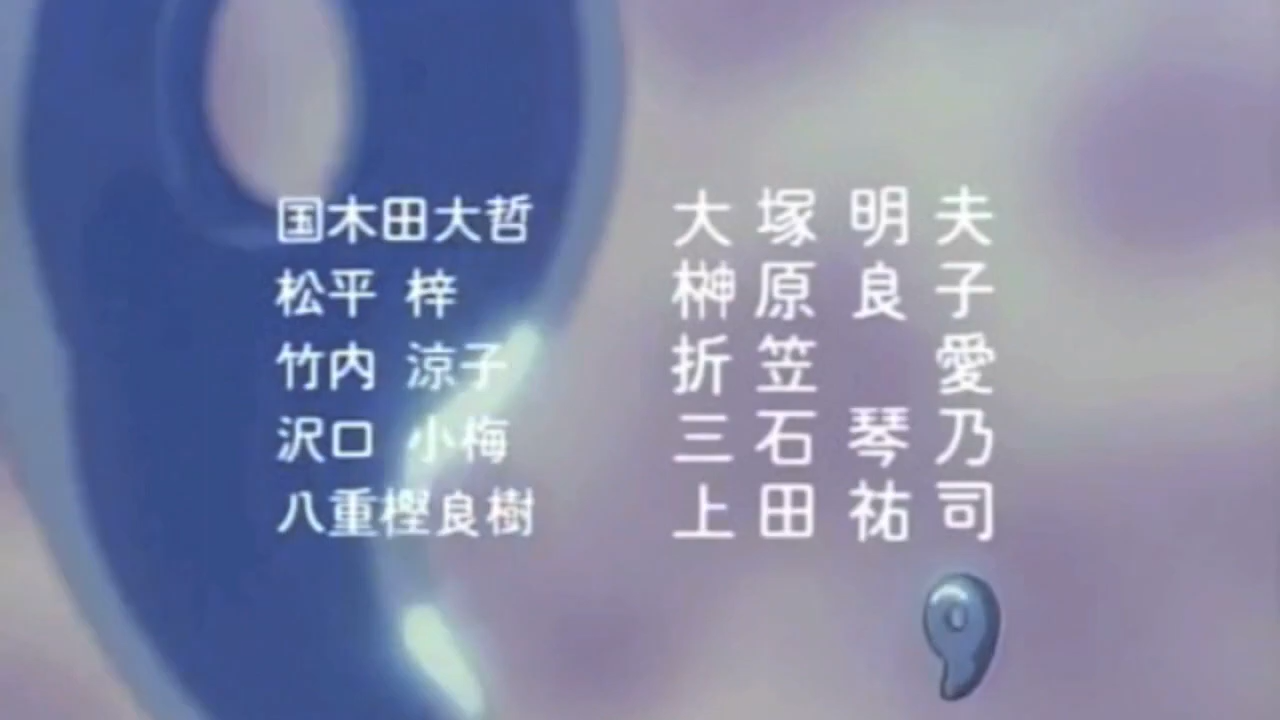 国木田大哲 大塚明夫
松平 梓 榊原良子
竹内 涼子 折笠 愛
沢口 小梅 三石琴乃
八重樫良樹 上田祐司